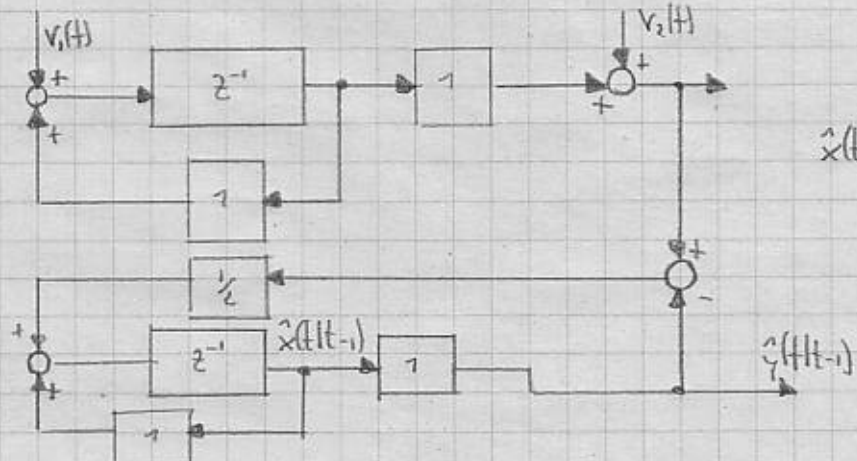 V₁(t)
V₂(t)
+
z⁻¹
1
+
+
+
1
x̂(t
1/2
+
-
+
z⁻¹
x̂(t|t-1)
1
ŷ(t|t-1)
+
1